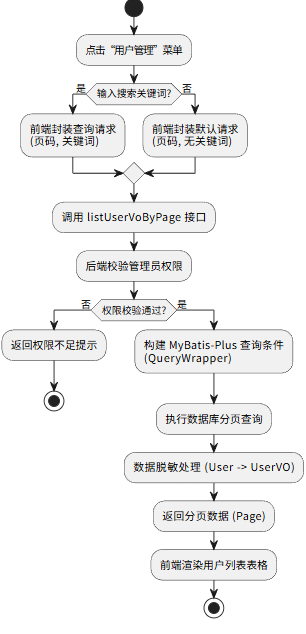 点击“用户管理”菜单
输入搜索关键词?
是
否
前端封装查询请求
(页码, 关键词)
前端封装默认请求
(页码, 无关键词)
调用 listUserVoByPage 接口
后端校验管理员权限
权限校验通过?
否
是
返回权限不足提示
构建 MyBatis-Plus 查询条件
(QueryWrapper)
执行数据库分页查询
数据脱敏处理 (User -> UserVO)
返回分页数据 (Page)
前端渲染用户列表表格